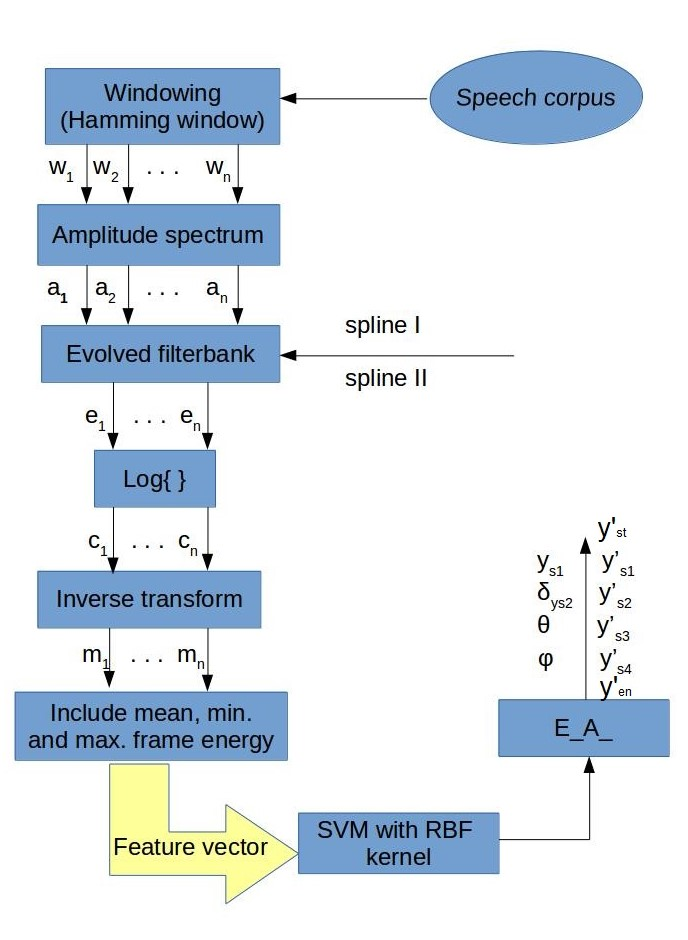 Windowing
(Hamming window)
Speech corpus
w1 w2 . . . wn
Amplitude spectrum
a1 a2 . . . an
spline I
Evolved filterbank
spline II
e1 . . . en
Log{ }
c1 . . . cn
Inverse transform
m1 . . . mn
Include mean, min.
and max. frame energy
y'st
ys1 y’s1
δys2 y’s2
θ y’s3
φ y’s4
y'en
E_A_
Feature vector
SVM with RBF
kernel